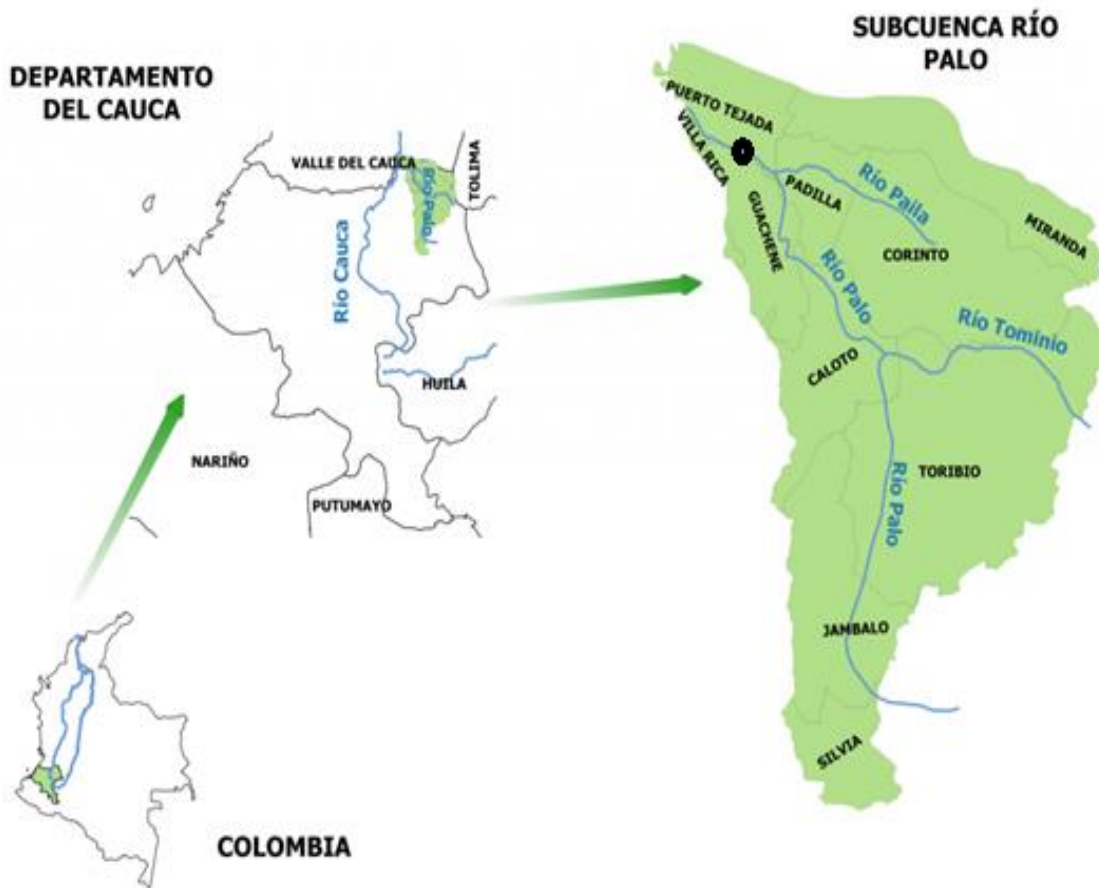 DEPARTAMENTO
DEL CAUCA
VALLE DEL CAUCA
TOLIMA
Río Palo
Río Cauca
HUILA
NARIÑO
PUTUMAYO
COLOMBIA
SUBCUENCA RÍO
PALO
PUERTO TEJADA
VILLA RICA
PADILLA
Río Paila
GUACHENE
MIRANDA
CORINTO
Río Palo
Río Tominio
CALOTO
TORIBIO
Río Palo
JAMBALO
SILVIA